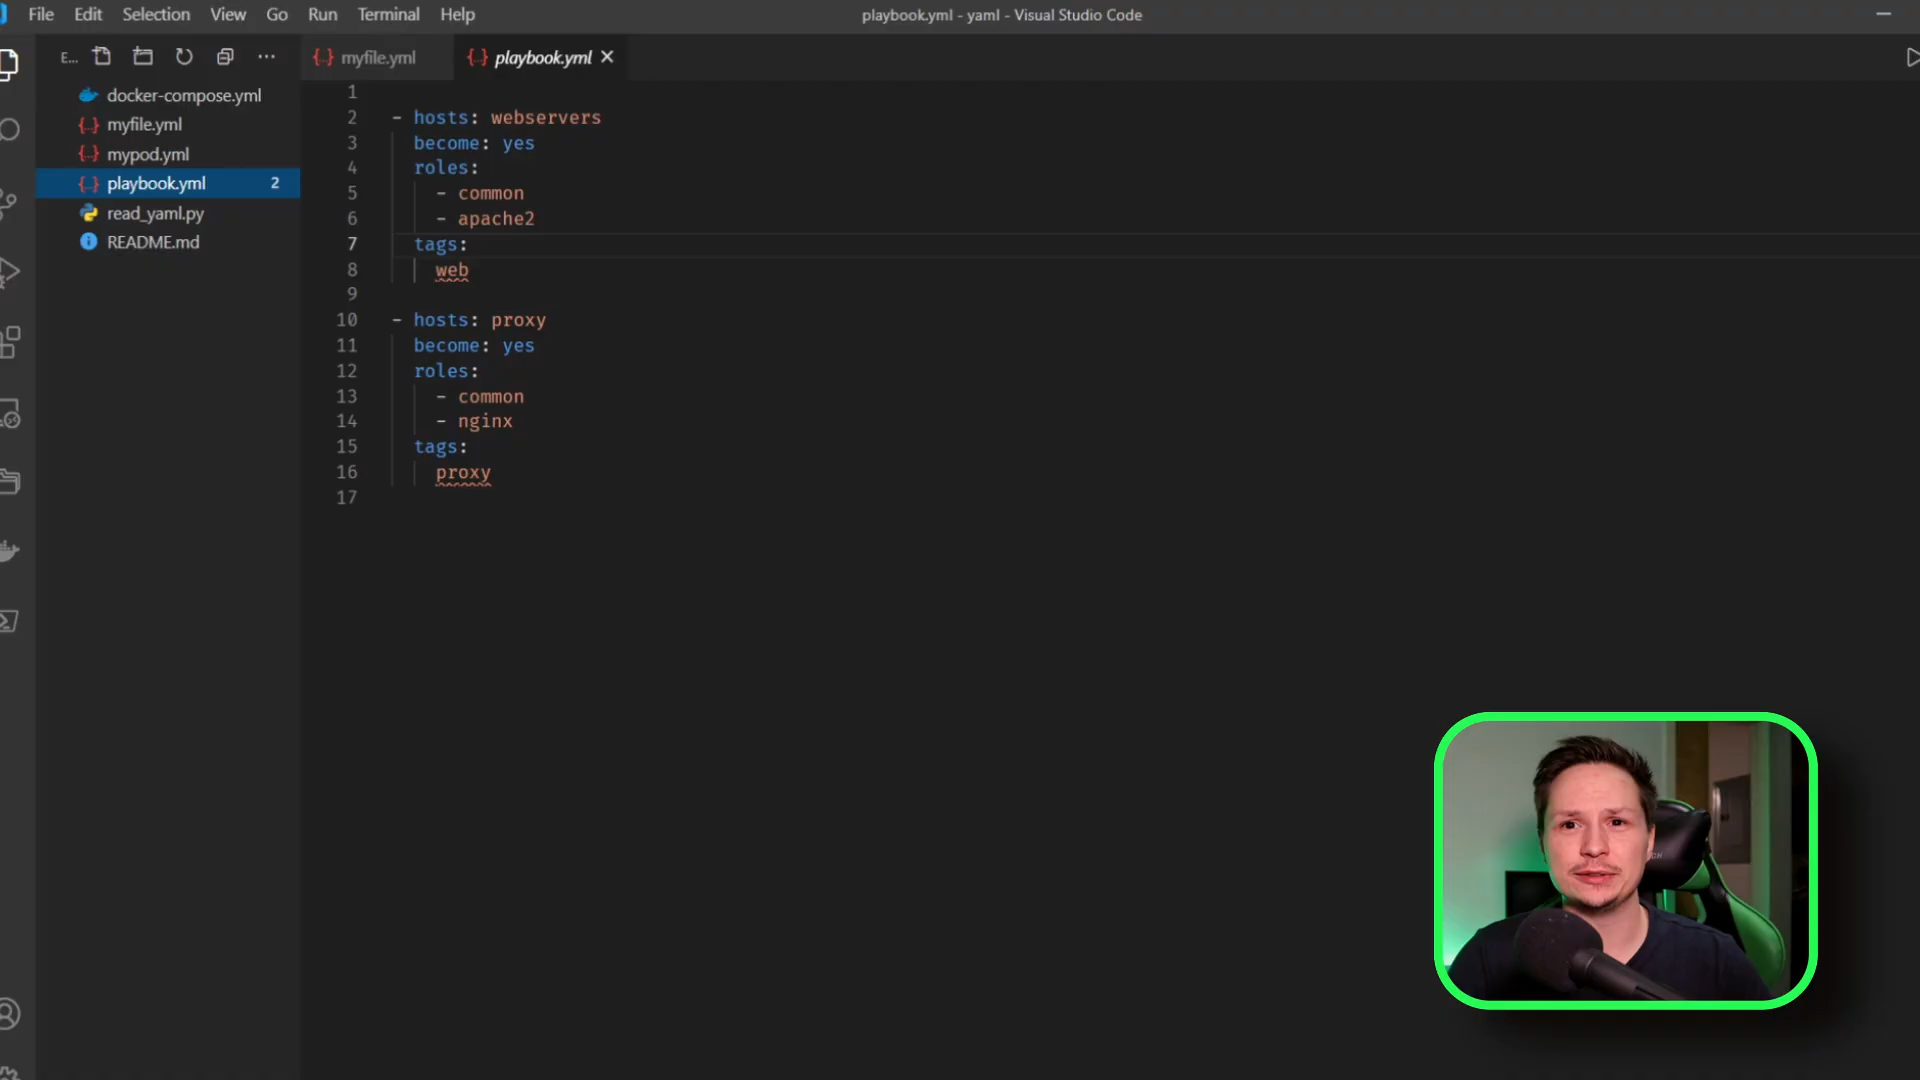 File Edit Selection View Go Run Terminal Help
playbook.yml - yaml - Visual Studio Code
E...
myfile.yml
playbook.yml
docker-compose.yml
myfile.yml
mypod.yml
playbook.yml 2
read_yaml.py
README.md
1
2 - hosts: webservers
3 become: yes
4 roles:
5 - common
6 - apache2
7 tags:
8 web
9
10 - hosts: proxy
11 become: yes
12 roles:
13 - common
14 - nginx
15 tags:
16 proxy
17